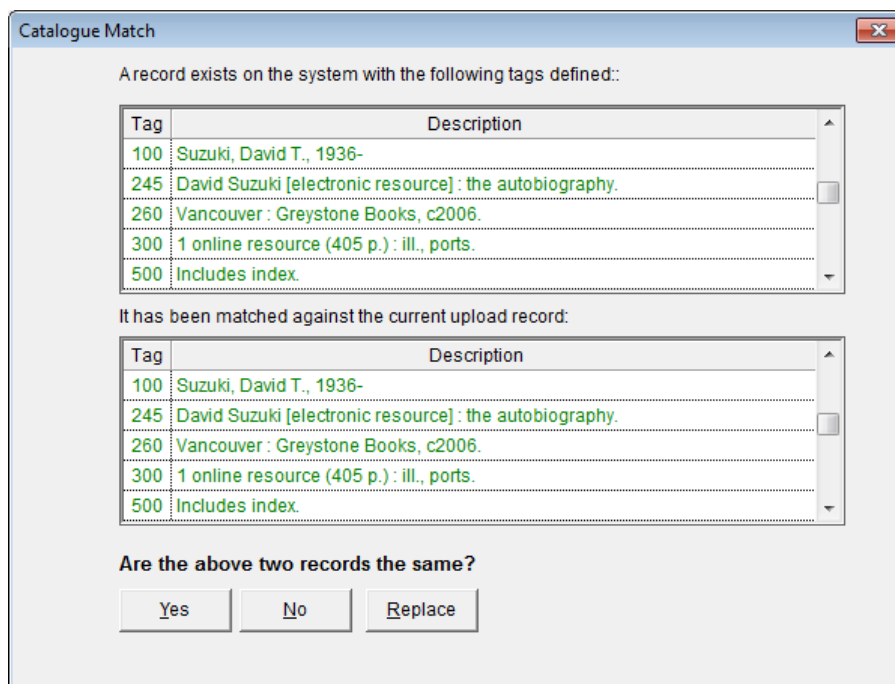 Catalogue Match
A record exists on the system with the following tags defined::
Tag Description
100 Suzuki, David T., 1936-
245 David Suzuki [electronic resource] : the autobiography.
260 Vancouver : Greystone Books, c2006.
300 1 online resource (405 p.) : ill., ports.
500 Includes index.
It has been matched against the current upload record:
Tag Description
100 Suzuki, David T., 1936-
245 David Suzuki [electronic resource] : the autobiography.
260 Vancouver : Greystone Books, c2006.
300 1 online resource (405 p.) : ill., ports.
500 Includes index.
Are the above two records the same?
Yes No Replace